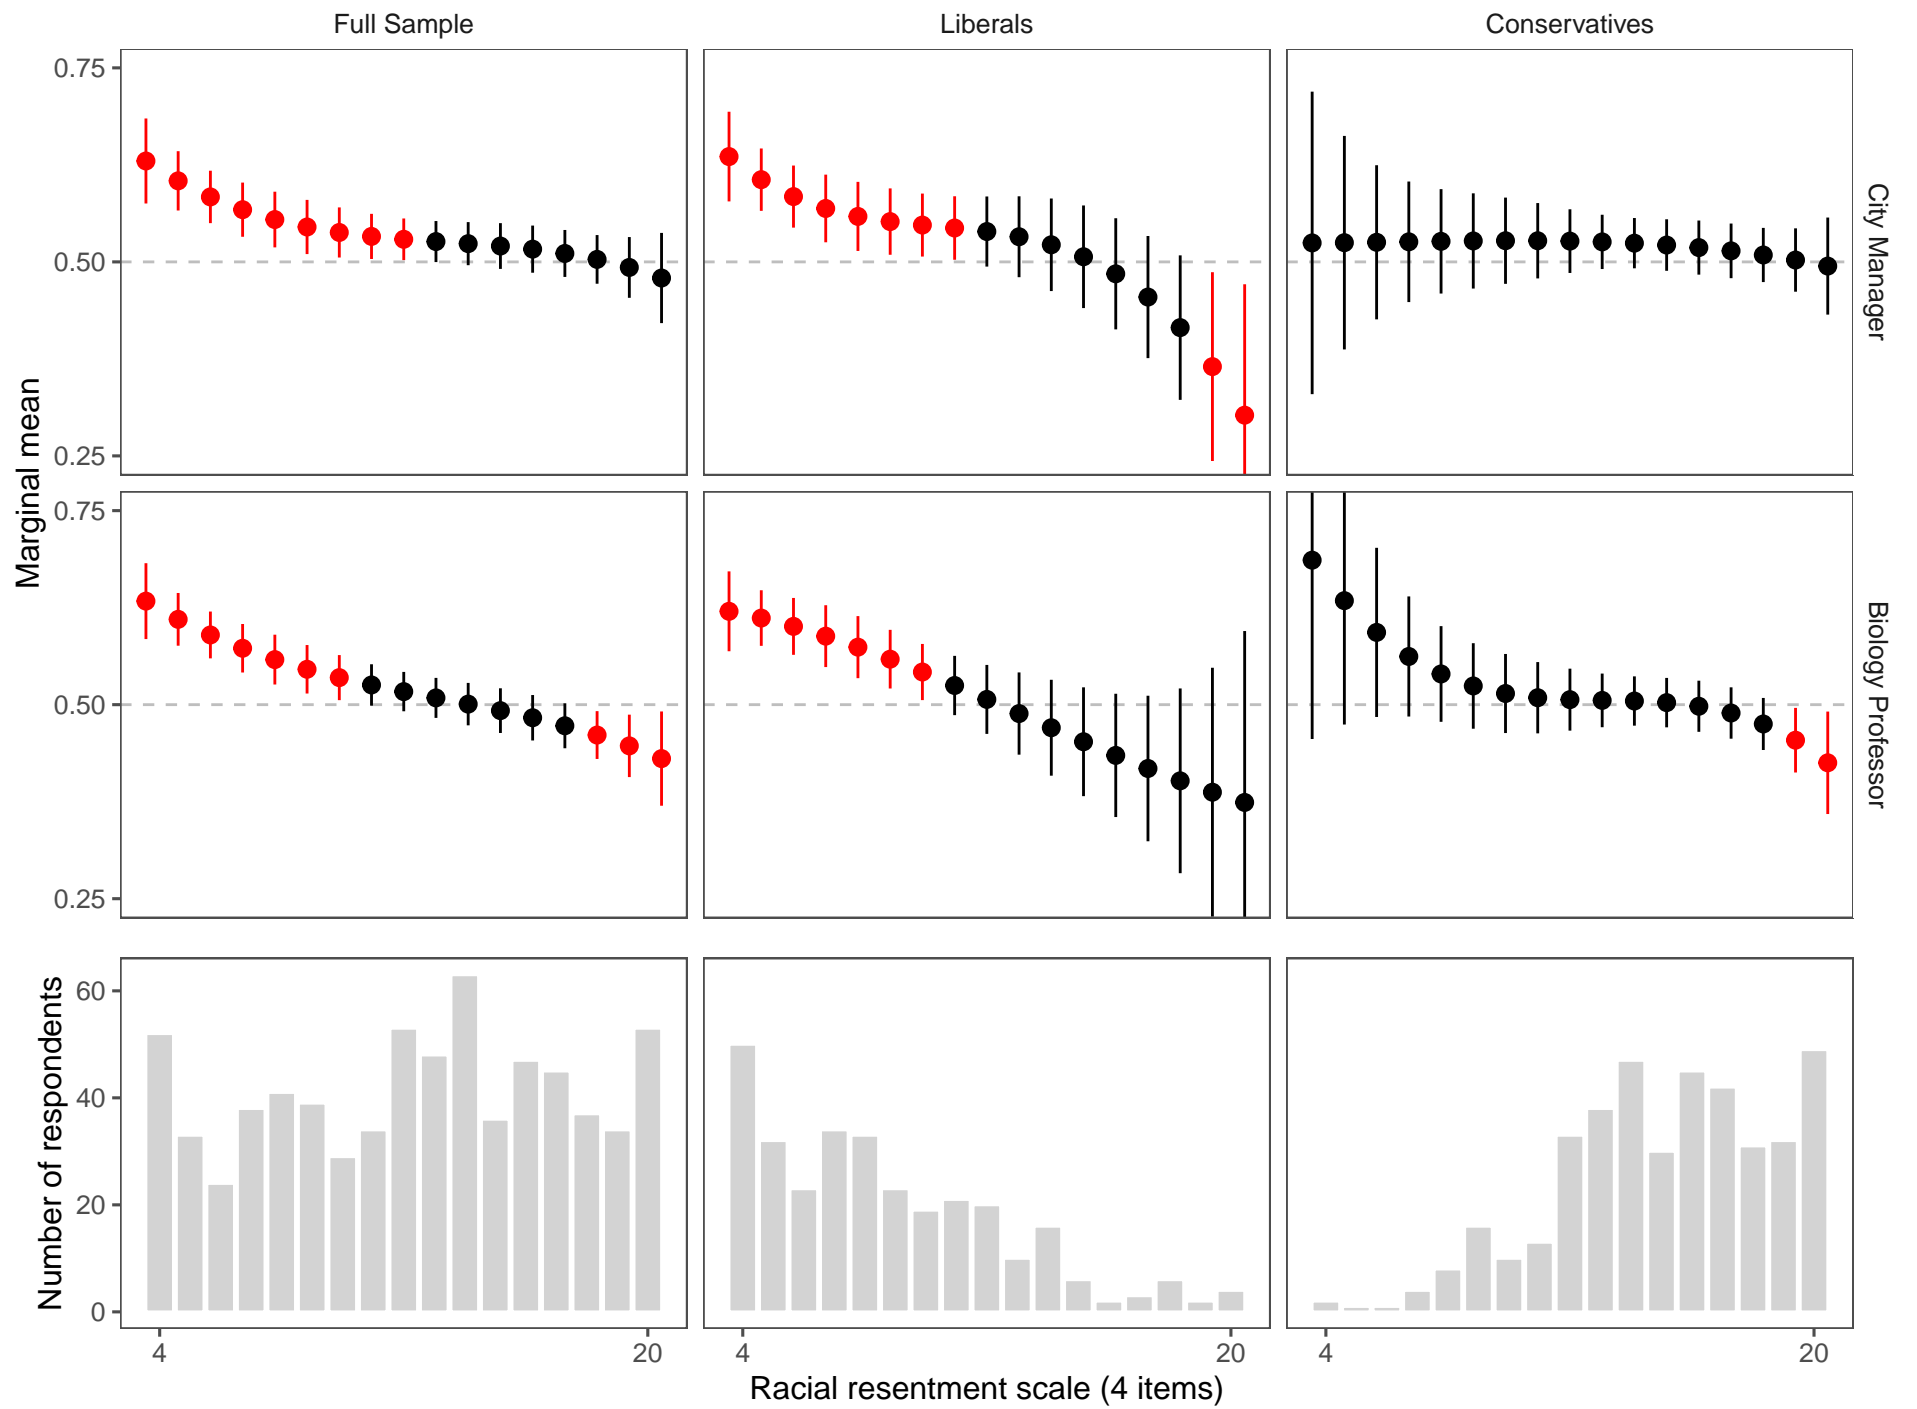 Full Sample
Liberals
Conservatives
Marginal mean
0.75
0.50
0.25
City Manager
0.75
0.50
0.25
Biology Professor
Number of respondents
60
40
20
0
4
20
4
20
4
20
Racial resentment scale (4 items)